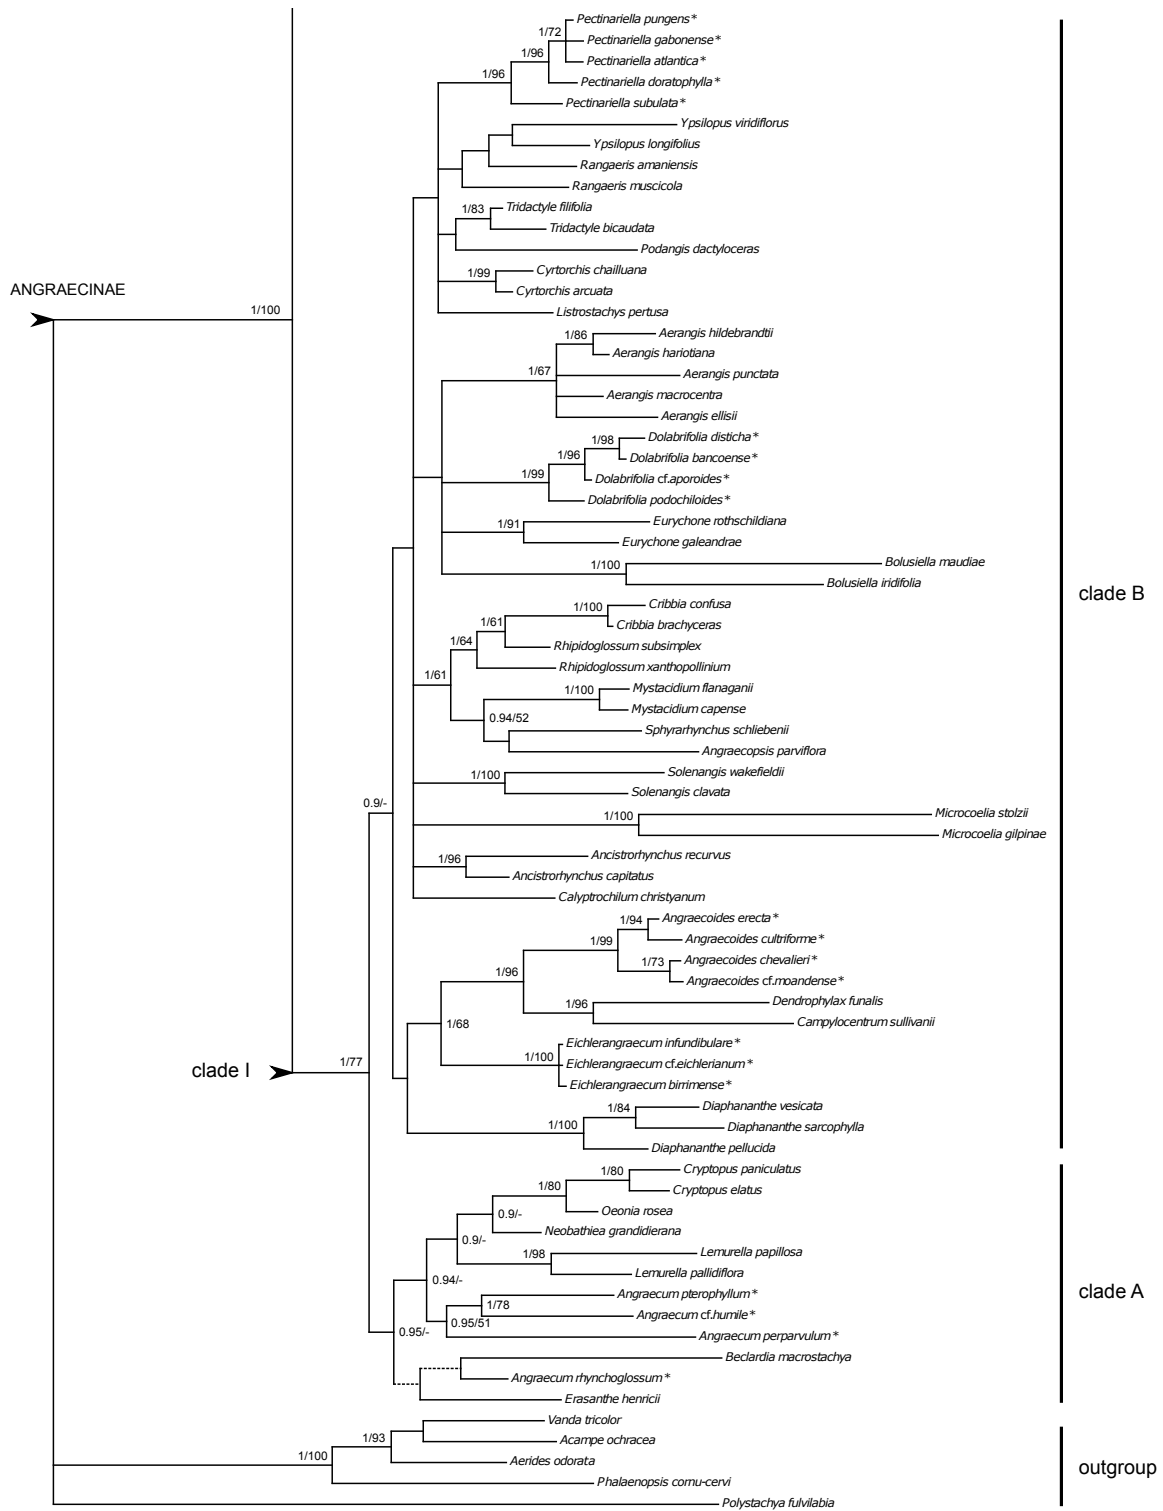 Pectinariella pungens*
1/72
Pectinariella gabonense*
1/96
Pectinariella atlantica*
1/96
Pectinariella doratophylla*
Pectinariella subulata*
Ypsilopus viridiflorus
Ypsilopus longifolius
Rangaeris amaniensis
Rangaeris muscicola
1/83
Tridactyle filifolia
Tridactyle bicaudata
Podangis dactyloceras
1/99
Cyrtorchis chailluana
ANGRAECINAE
Cyrtorchis arcuata
1/100
Listrostachys pertusa
1/86
Aerangis hildebrandtii
Aerangis hariotiana
1/67
Aerangis punctata
Aerangis macrocentra
Aerangis ellisii
1/98
Dolabrifolia disticha*
1/96
Dolabrifolia bancoense*
1/99
Dolabrifolia cf.aporoides*
Dolabrifolia podochiloides*
1/91
Eurychone rothschildiana
Eurychone galeandrae
1/100
Bolusiella maudiae
Bolusiella iridifolia
clade B
1/100
Cribbia confusa
1/61
Cribbia brachyceras
1/64
Rhipidoglossum subsimplex
Rhipidoglossum xanthopollinium
1/61
1/100
Mystacidium flanaganii
Mystacidium capense
0.94/52
Sphyrarhynchus schliebenii
Angraecopsis parviflora
1/100
Solenangis wakefieldii
Solenangis clavata
0.9/-
1/100
Microcoelia stolzii
Microcoelia gilpinae
1/96
Ancistrorhynchus recurvus
Ancistrorhynchus capitatus
Calyptrochilum christyanum
1/94
Angraecoides erecta*
1/99
Angraecoides cultriforme*
1/73
Angraecoides chevalieri*
1/96
Angraecoides cf.moandense*
1/96
Dendrophylax funalis
1/68
Campylocentrum sullivanii
Eichlerangraecum infundibulare*
1/100
Eichlerangraecum cf.eichlerianum*
1/77
clade I
Eichlerangraecum birrimense*
1/84
Diaphananthe vesicata
1/100
Diaphananthe sarcophylla
Diaphananthe pellucida
1/80
Cryptopus paniculatus
1/80
Cryptopus elatus
0.9/-
Oeonia rosea
Neobathiea grandidierana
0.9/-
1/98
Lemurella papillosa
0.94/-
Lemurella pallidiflora
clade A
Angraecum pterophyllum*
1/78
Angraecum cf.humile*
0.95/51
0.95/-
Angraecum perparvulum*
Beclardia macrostachya
Angraecum rhynchoglossum*
Erasanthe henricii
Vanda tricolor
1/93
Acampe ochracea
1/100
Aerides odorata
outgroup
Phalaenopsis cornu-cervi
Polystachya fulvilabia